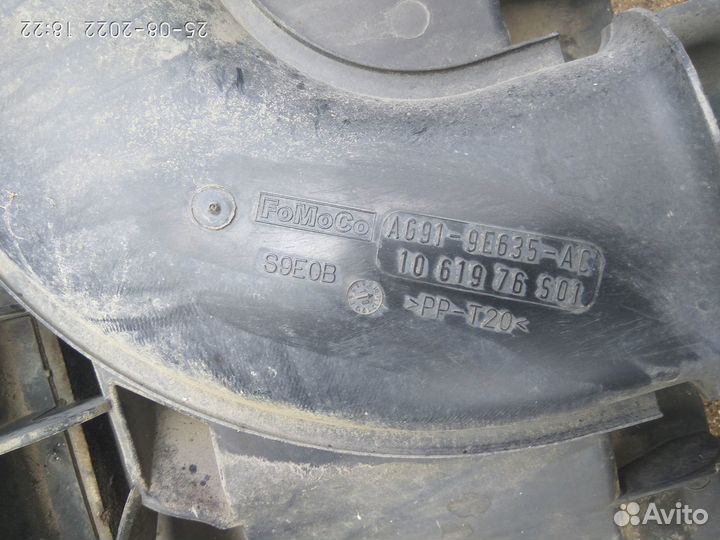 25-08-2022 18:22
FoMoCo
AG91-9E635-AC
10 619 76 S01
S9E0B
>PP-T20<
Avito